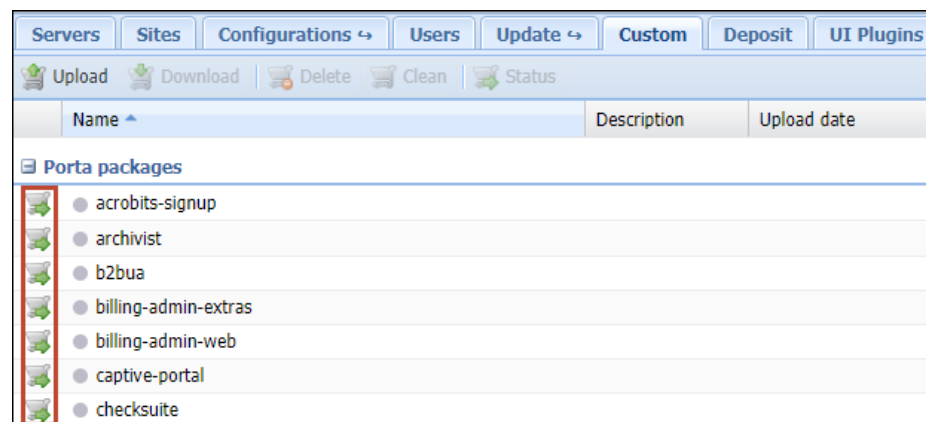 Servers Sites Configurations ↪ Users Update ↪ Custom Deposit UI Plugins
Upload Download Delete Clean Status
Name Description Upload date
Porta packages
acrobits-signup
archivist
b2bua
billing-admin-extras
billing-admin-web
captive-portal
checksuite